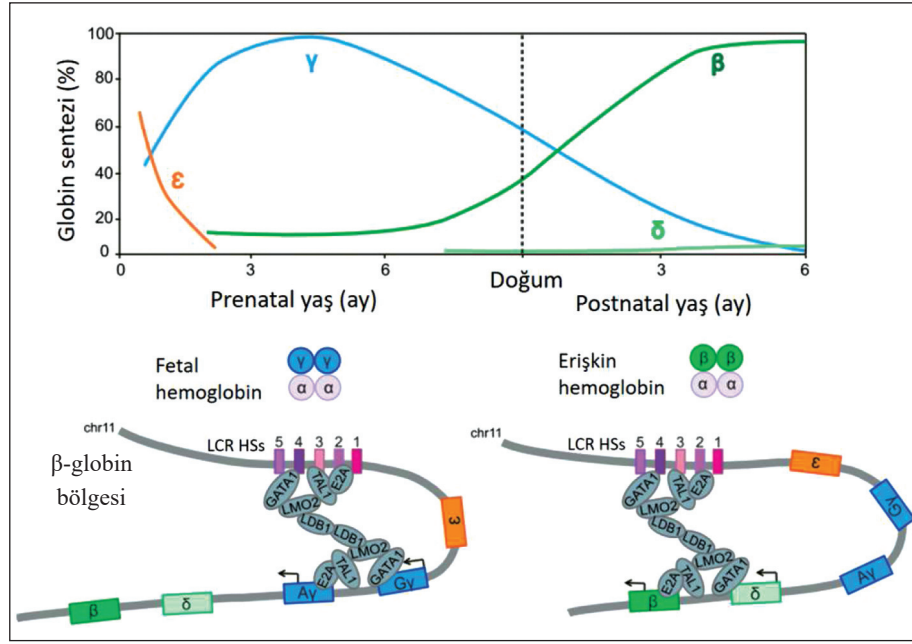 Globin sentezi (%)
100
80
60
40
20
0
γ
ε
β
δ
0
3
6
Doğum
3
6
Prenatal yaş (ay)
Postnatal yaş (ay)
Fetal
hemoglobin
γ γ
α α
Erişkin
hemoglobin
β β
α α
chr11
LCR HSs
5 4 3 2 1
β-globin
bölgesi
GATA1
TAL1
E2A
LMO2
LDB1
LDB1
LMO2
E2A
TAL1
GATA1
ε
Gγ
Aγ
δ
β
chr11
LCR HSs
5 4 3 2 1
GATA1
TAL1
E2A
LMO2
LDB1
LDB1
LMO2
E2A
TAL1
GATA1
ε
Gγ
Aγ
δ
β